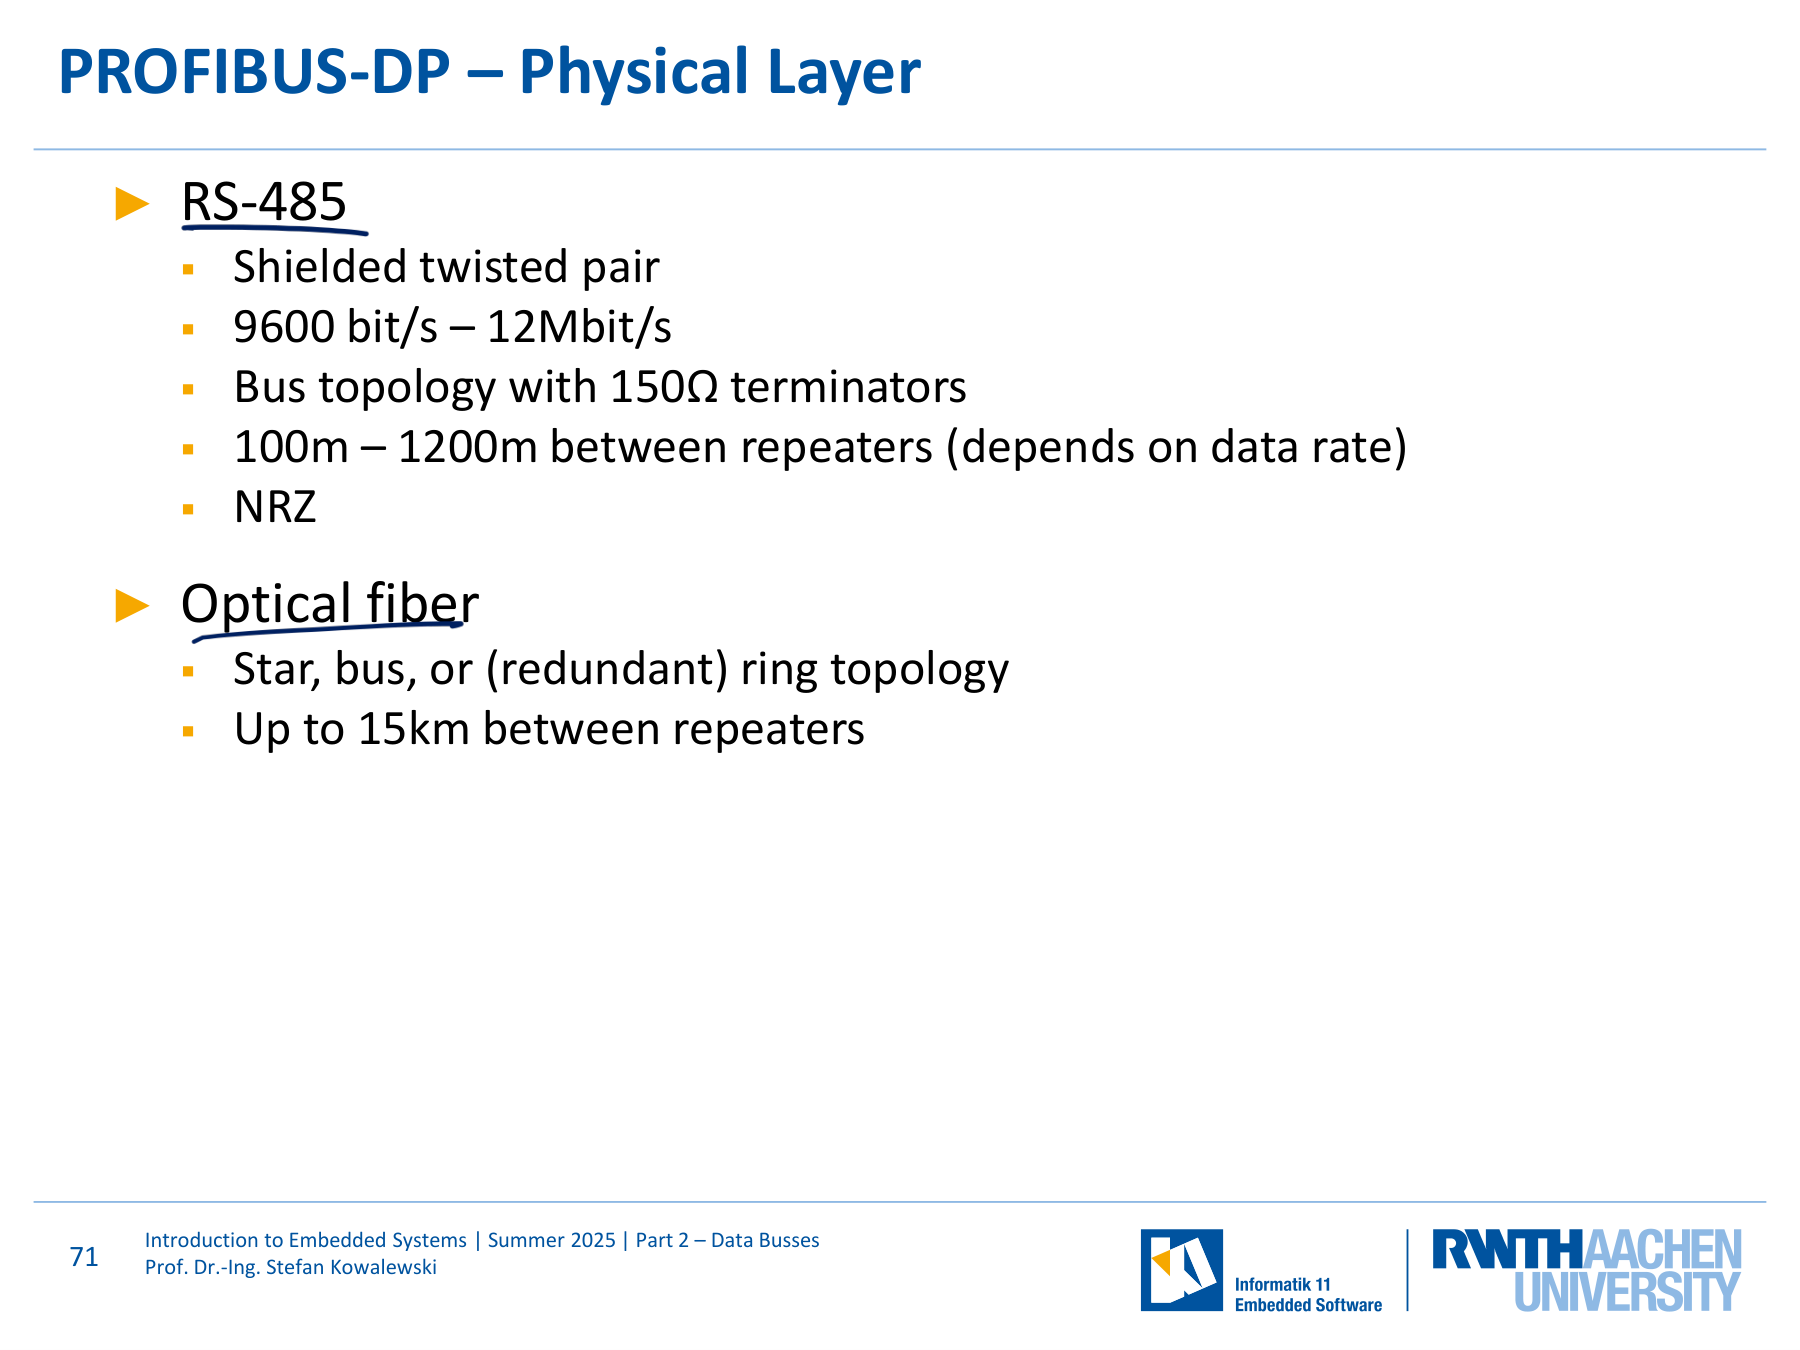 PROFIBUS-DP – Physical Layer
RS-485
Shielded twisted pair
9600 bit/s – 12Mbit/s
Bus topology with 150Ω terminators
100m – 1200m between repeaters (depends on data rate)
NRZ
Optical fiber
Star, bus, or (redundant) ring topology
Up to 15km between repeaters
71
Introduction to Embedded Systems | Summer 2025 | Part 2 – Data Busses
Prof. Dr.-Ing. Stefan Kowalewski
Informatik 11
Embedded Software
RWTHAACHEN
UNIVERSITY